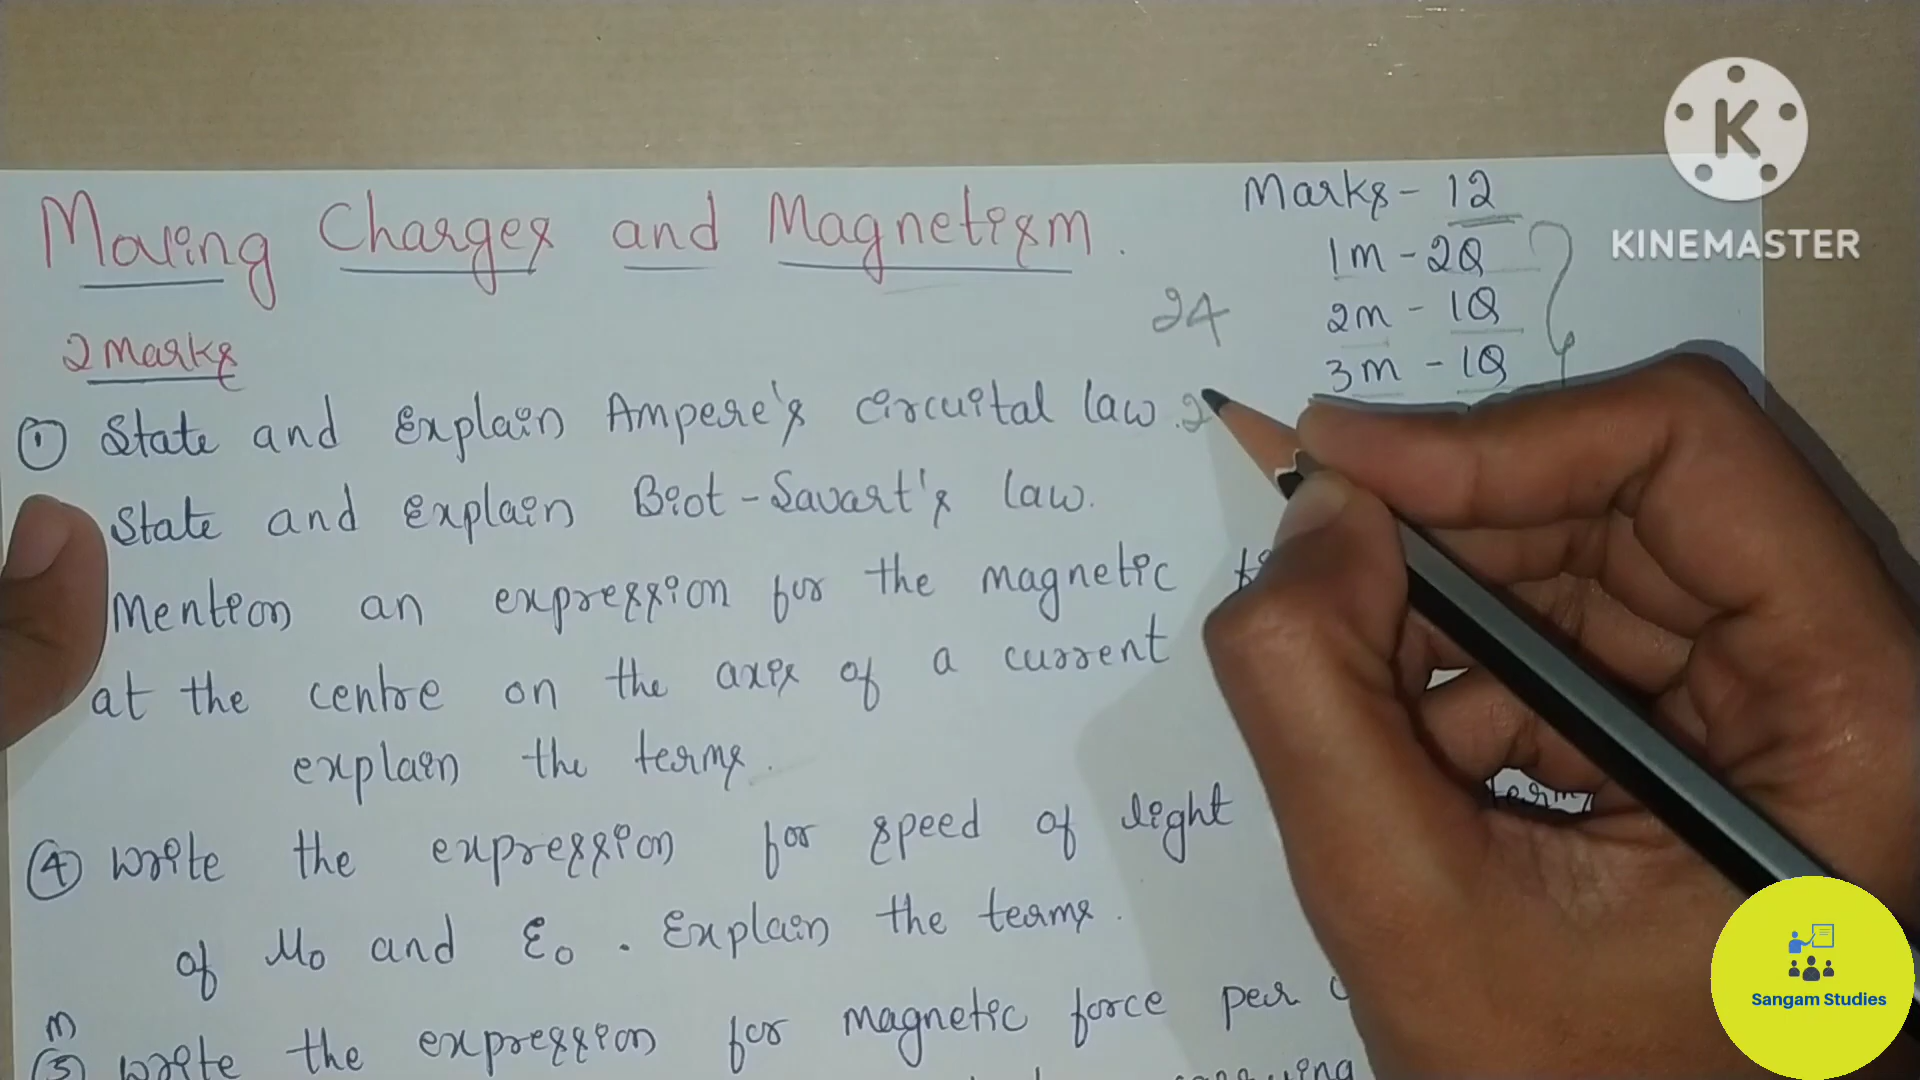 Moving Charges and Magnetism.
Marks - 12
1m - 2Q
2m - 1Q
3m - 1Q
24
2 Marks
① State and Explain Ampere's circuital law. 2
State and explain Biot-Savart's law.
Mention an expression for the magnetic
at the centre on the axis of a current
explain the terms.
④ Write the expression for speed of light
of μ₀ and ε₀. Explain the terms.
m
⑤ Write the expression for magnetic force per
K
KINEMASTER
Sangam Studies